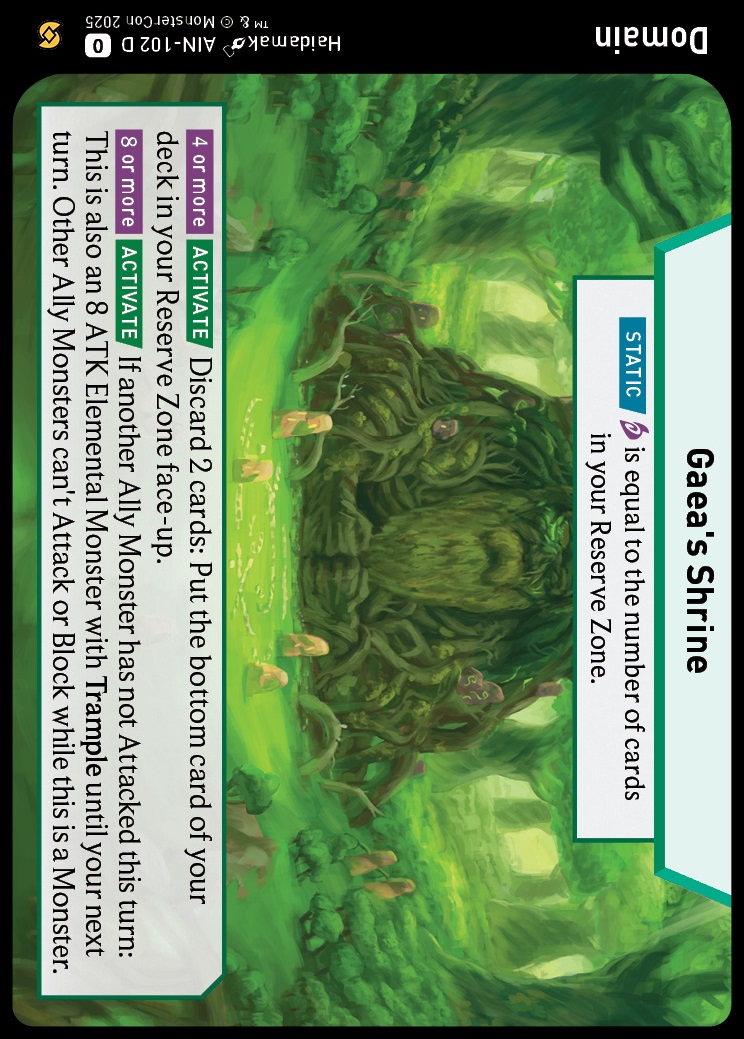 Gaea's Shrine
STATIC is equal to the number of cards
in your Reserve Zone.
4 or more ACTIVATE Discard 2 cards: Put the bottom card of your
deck in your Reserve Zone face-up.
8 or more ACTIVATE If another Ally Monster has not Attacked this turn:
This is also an 8 ATK Elemental Monster with Trample until your next
turn. Other Ally Monsters can't Attack or Block while this is a Monster.
Domain
Haidamak AIN-102 D 0
™ & © MonsterCon 2025